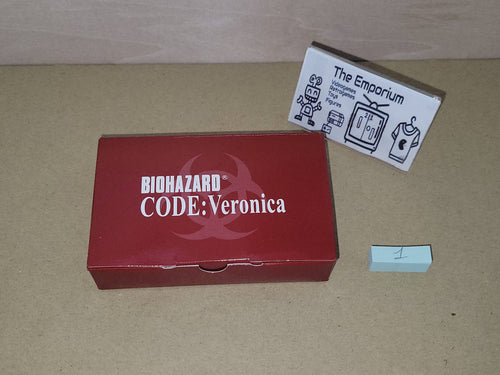 The Emporium
Videogames
Retrogames
Toys
Figures
BIOHAZARD®
CODE:Veronica
1